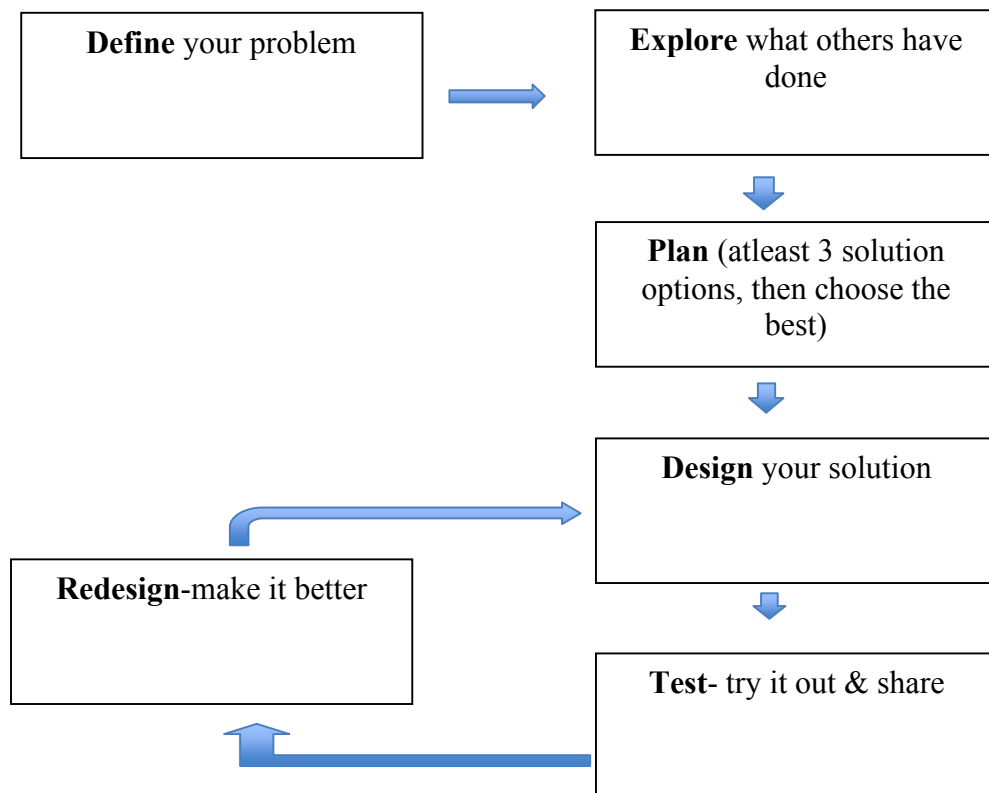 Define your problem
Explore what others have
done
Plan (atleast 3 solution
options, then choose the
best)
Design your solution
Redesign-make it better
Test- try it out & share